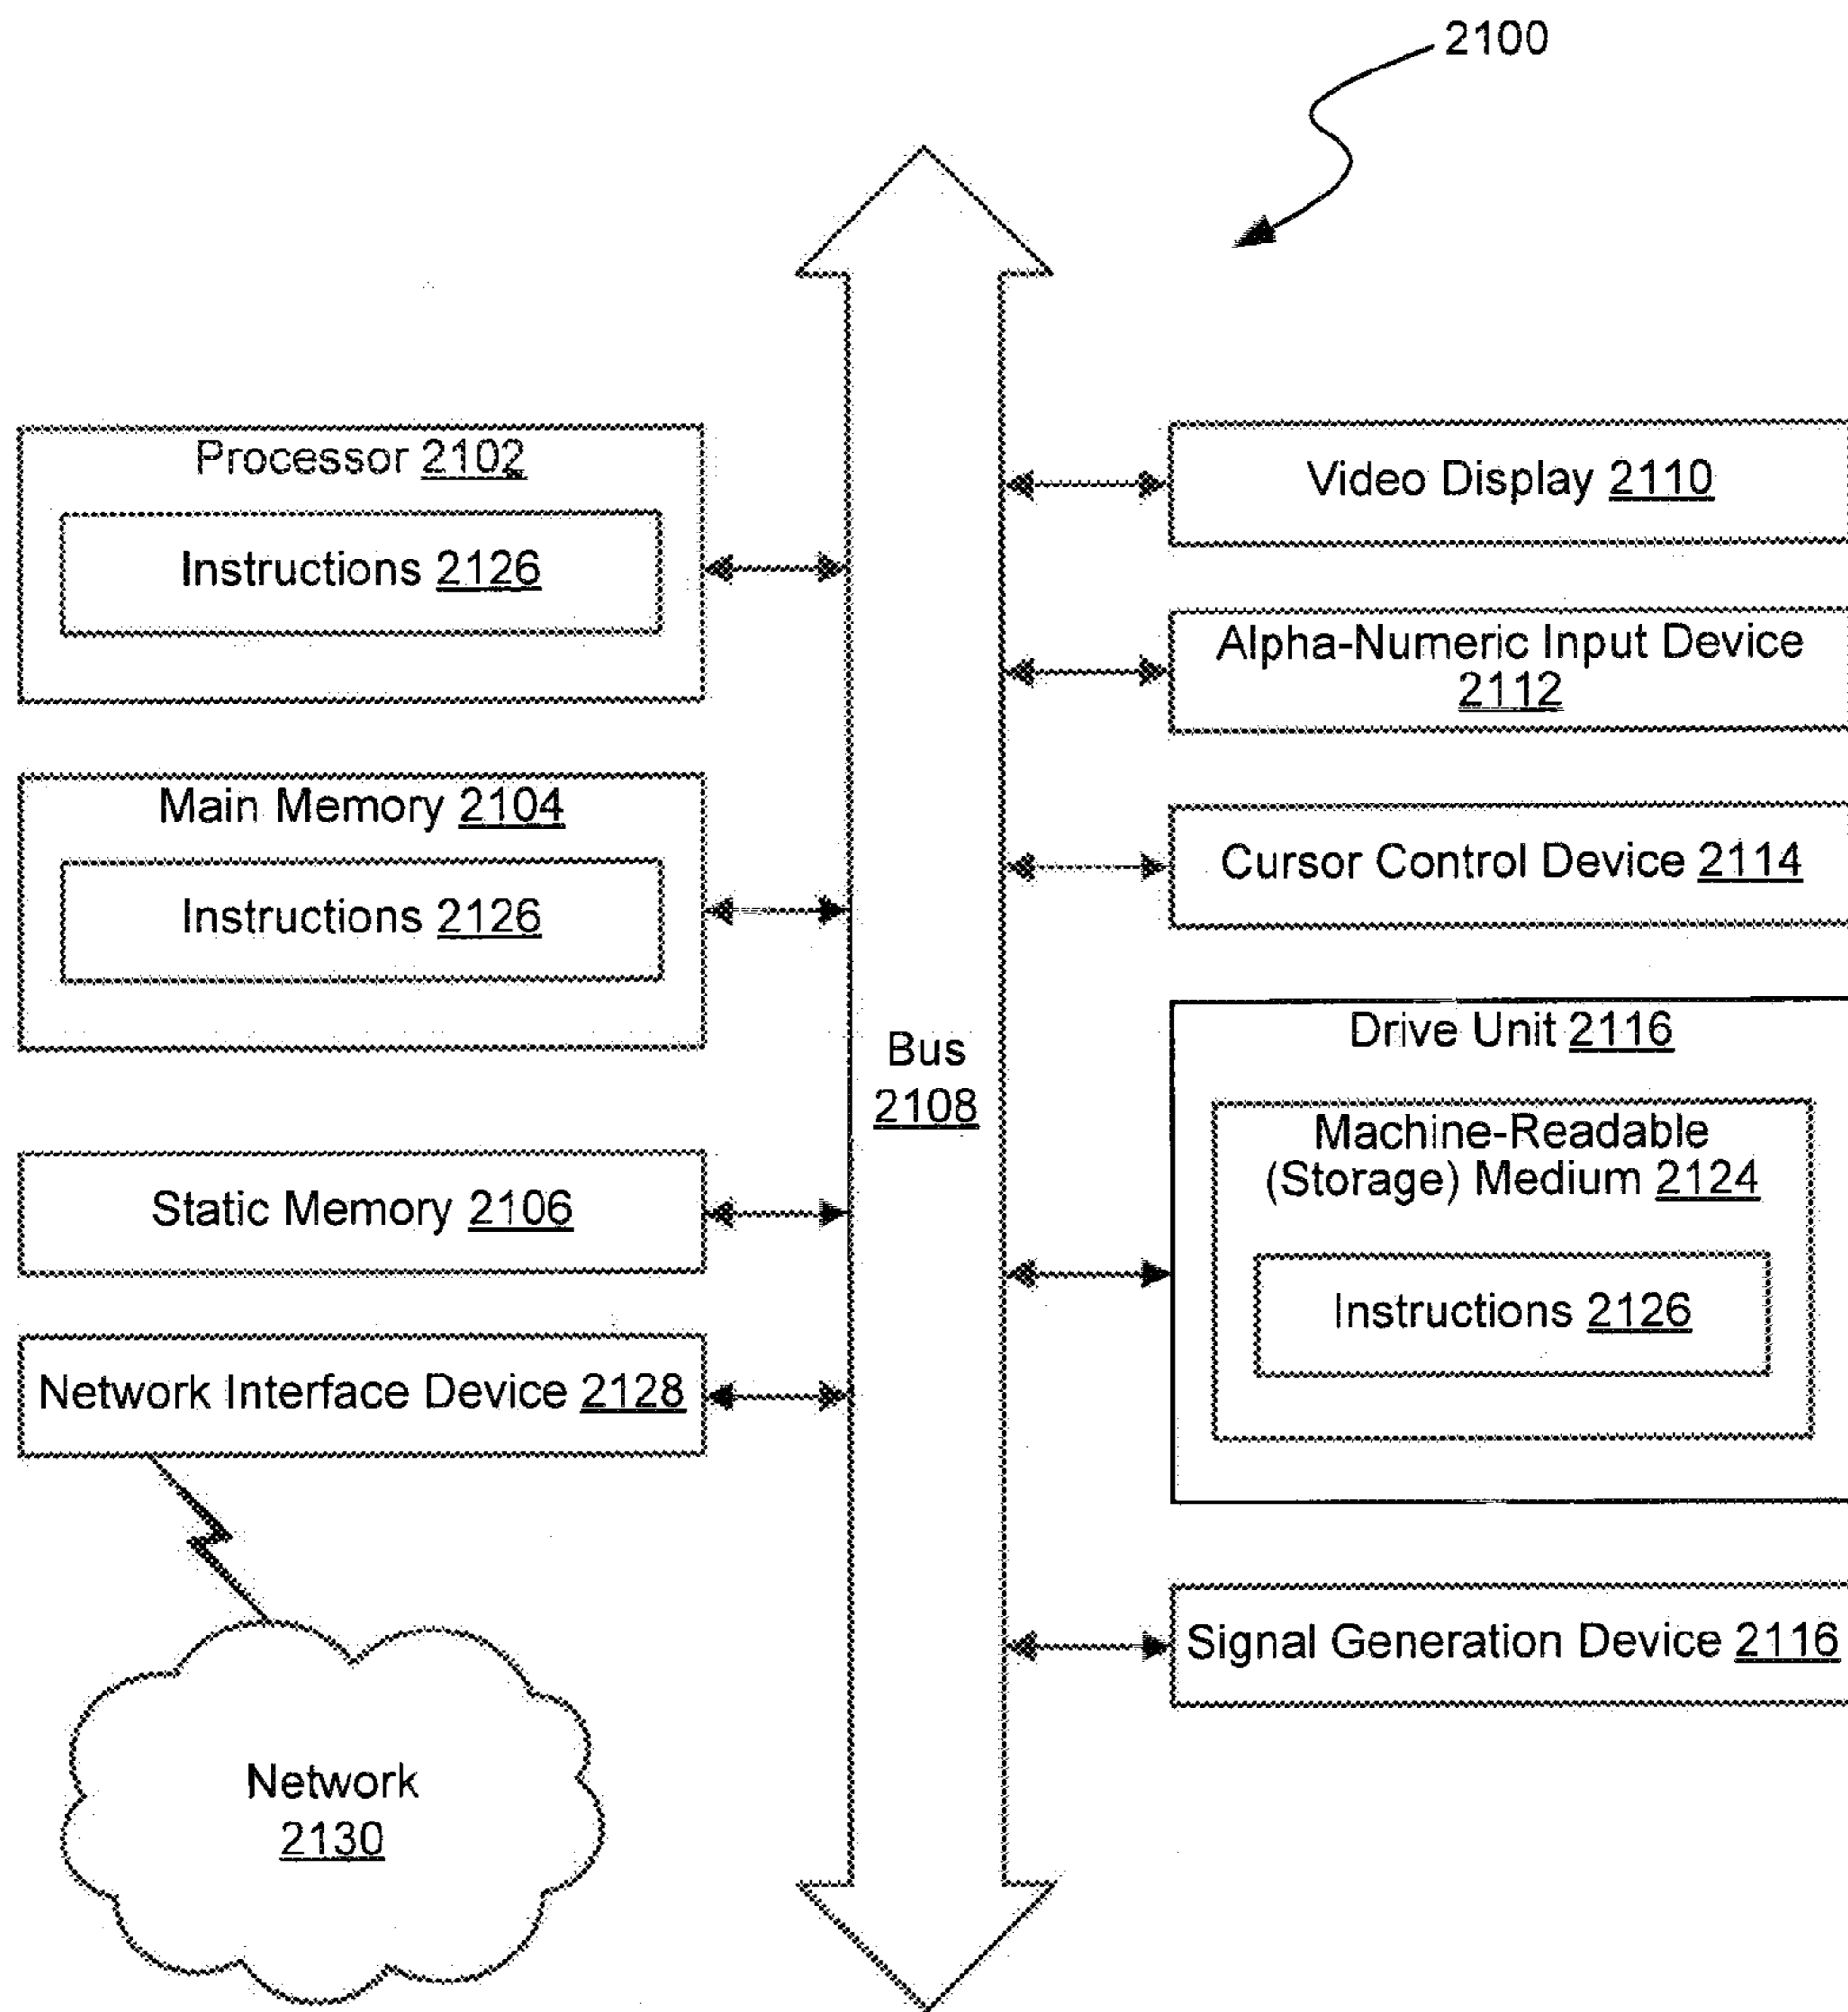 2100
Processor 2102
Instructions 2126
Main Memory 2104
Instructions 2126
Static Memory 2106
Network Interface Device 2128
Network
2130
Bus
2108
Video Display 2110
Alpha-Numeric Input Device
2112
Cursor Control Device 2114
Drive Unit 2116
Machine-Readable
(Storage) Medium 2124
Instructions 2126
Signal Generation Device 2116